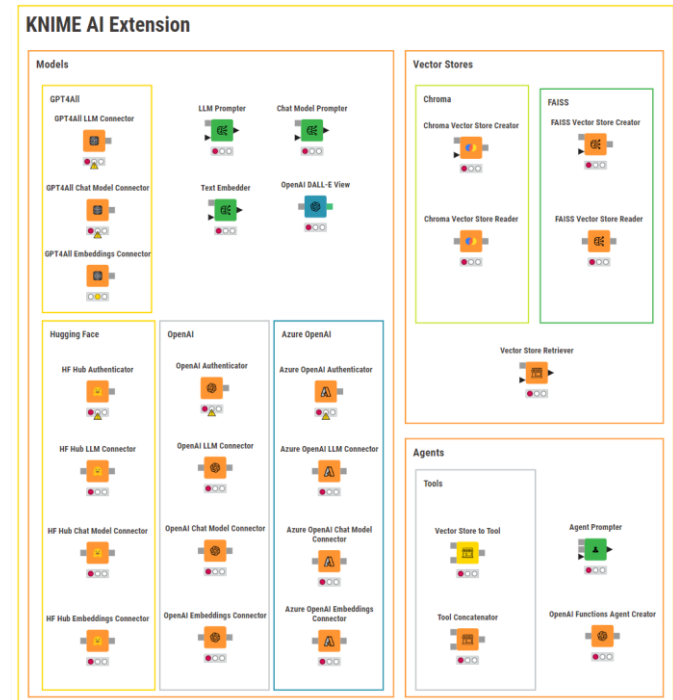 KNIME AI Extension
Models
GPT4All
GPT4All LLM Connector
GPT4All Chat Model Connector
GPT4All Embeddings Connector
LLM Prompter
Chat Model Prompter
Text Embedder
OpenAI DALL-E View
Hugging Face
HF Hub Authenticator
HF Hub LLM Connector
HF Hub Chat Model Connector
HF Hub Embeddings Connector
OpenAI
OpenAI Authenticator
OpenAI LLM Connector
OpenAI Chat Model Connector
OpenAI Embeddings Connector
Azure OpenAI
Azure OpenAI Authenticator
Azure OpenAI LLM Connector
Azure OpenAI Chat Model
Connector
Azure OpenAI Embeddings
Connector
Vector Stores
Chroma
Chroma Vector Store Creator
Chroma Vector Store Reader
FAISS
FAISS Vector Store Creator
FAISS Vector Store Reader
Vector Store Retriever
Agents
Tools
Vector Store to Tool
Tool Concatenator
Agent Prompter
OpenAI Functions Agent Creator